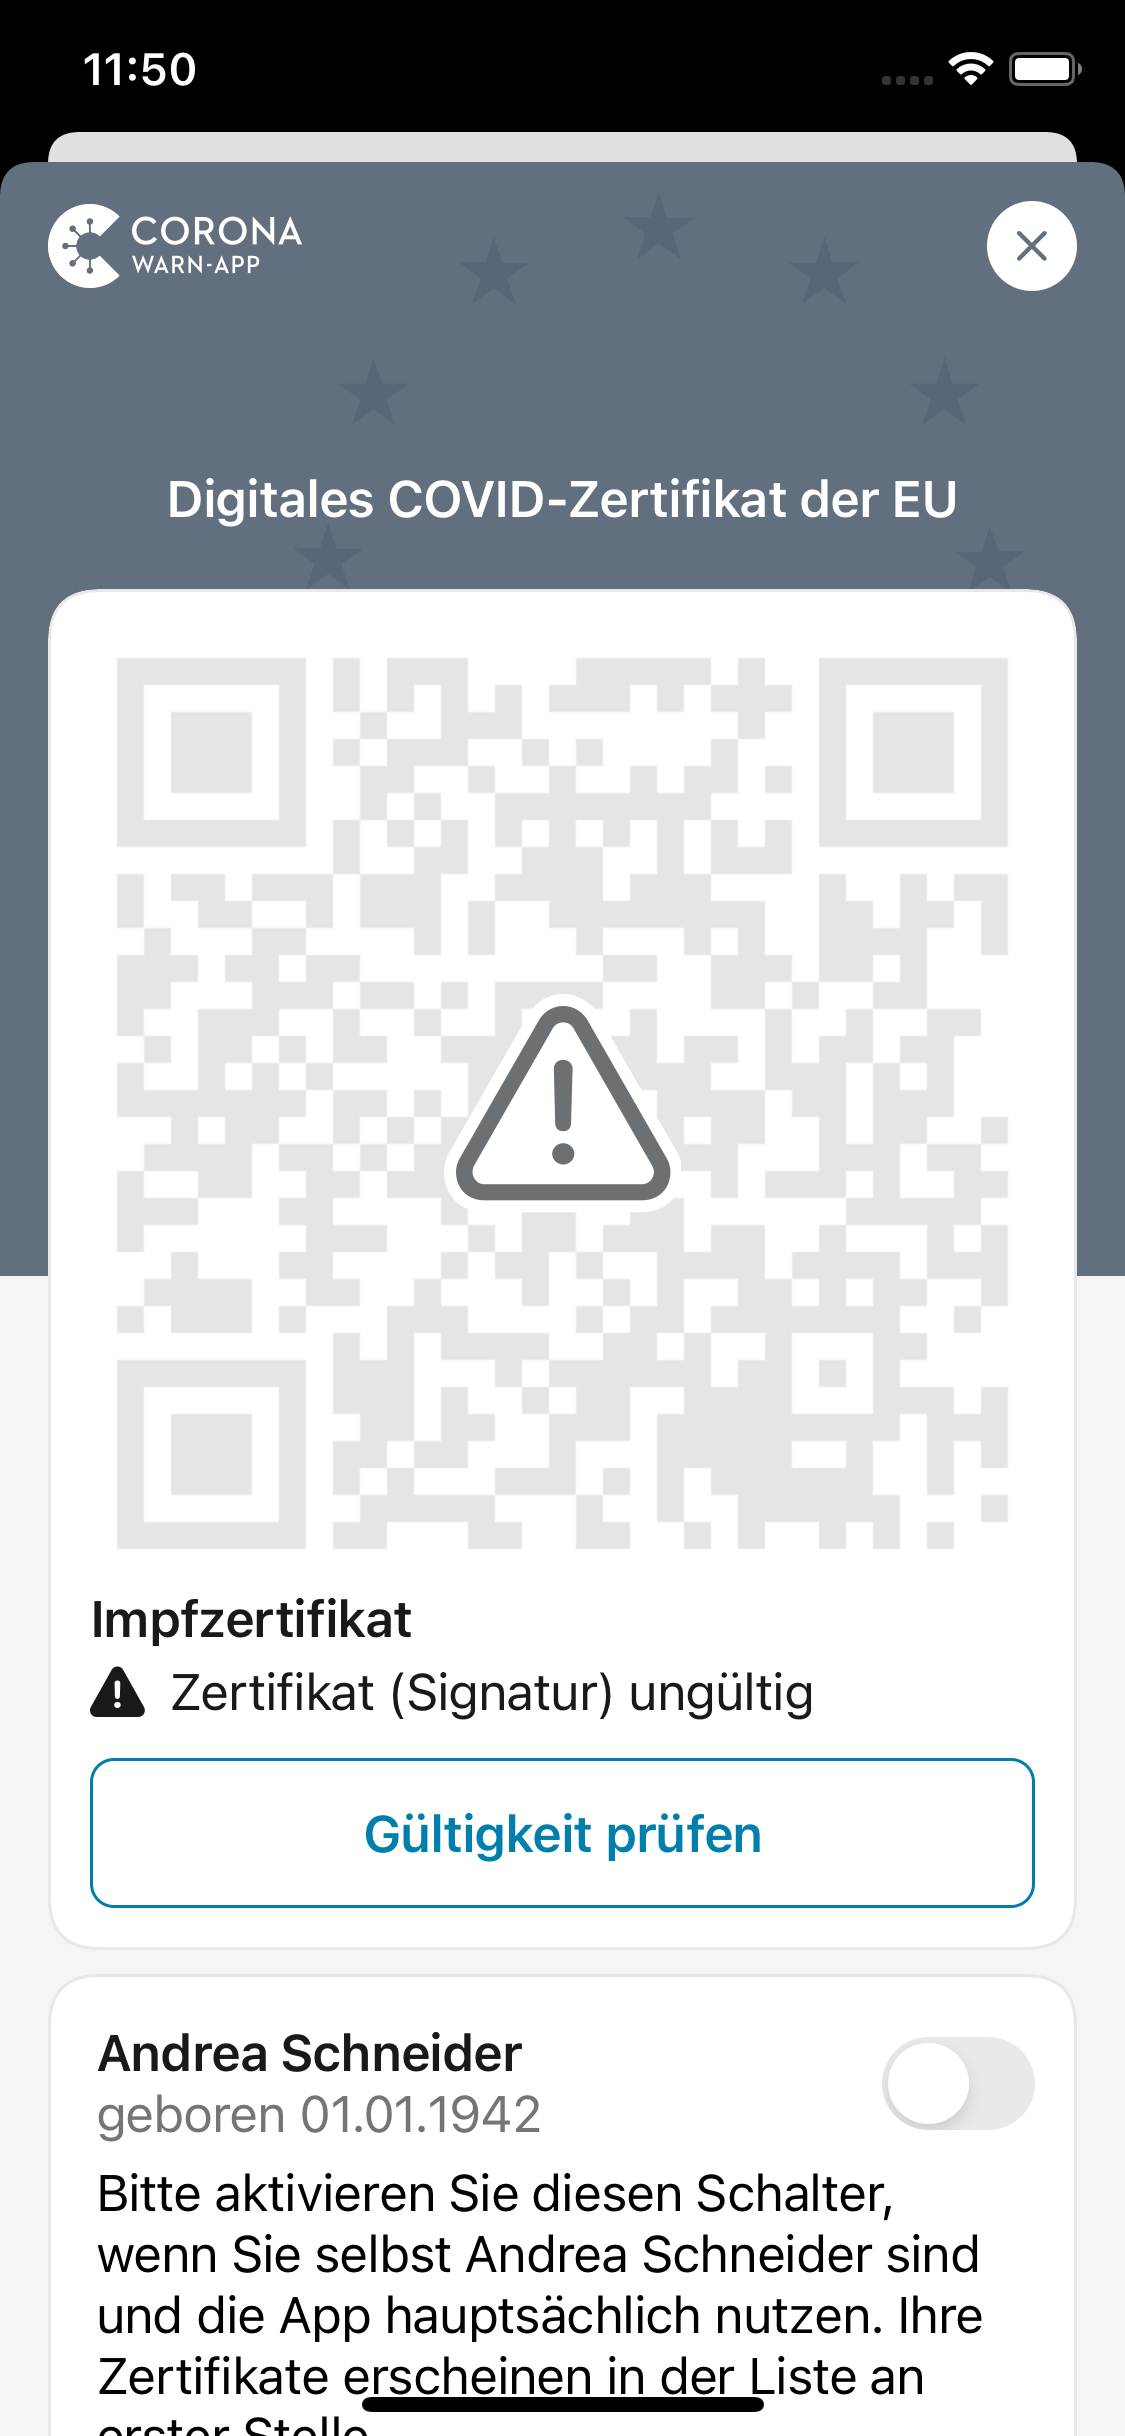 11:50
CORONA
WARN-APP
Digitales COVID-Zertifikat der EU
Impfzertifikat
Zertifikat (Signatur) ungültig
Gültigkeit prüfen
Andrea Schneider
geboren 01.01.1942
Bitte aktivieren Sie diesen Schalter,
wenn Sie selbst Andrea Schneider sind
und die App hauptsächlich nutzen. Ihre
Zertifikate erscheinen in der Liste an
erster Stelle.